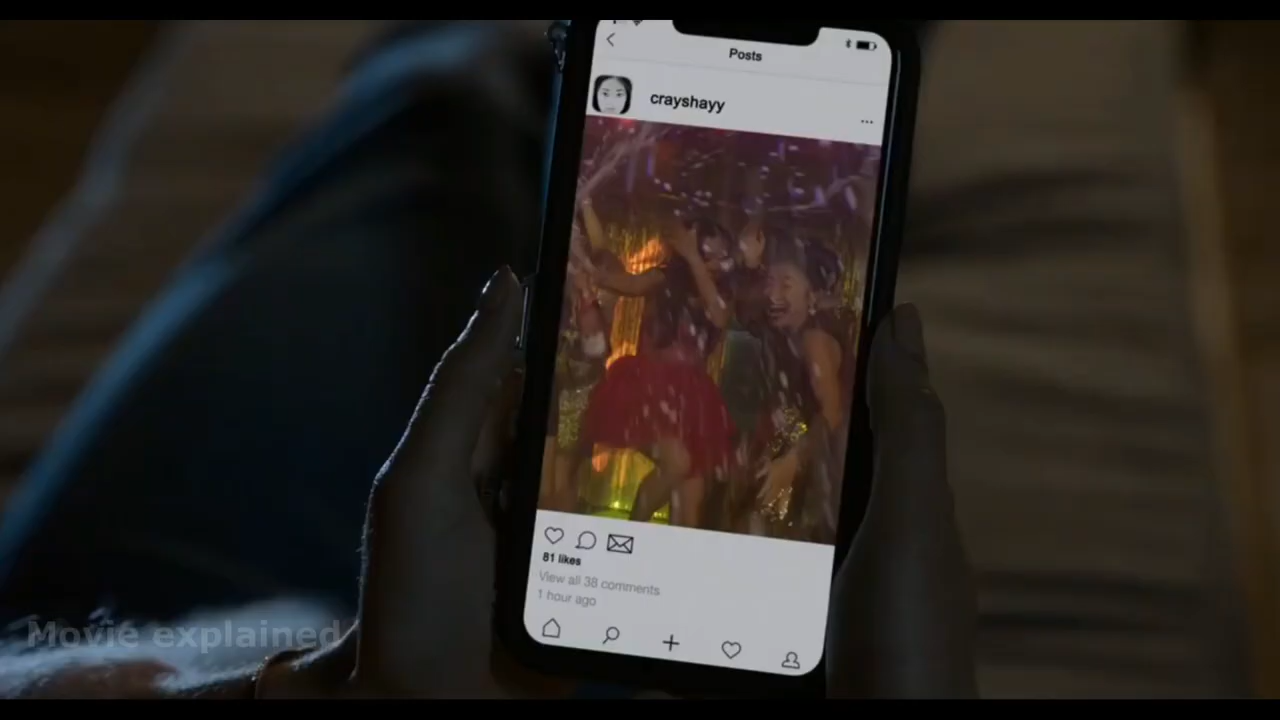 Posts
crayshayy
81 likes
View all 38 comments
1 hour ago
Movie explained